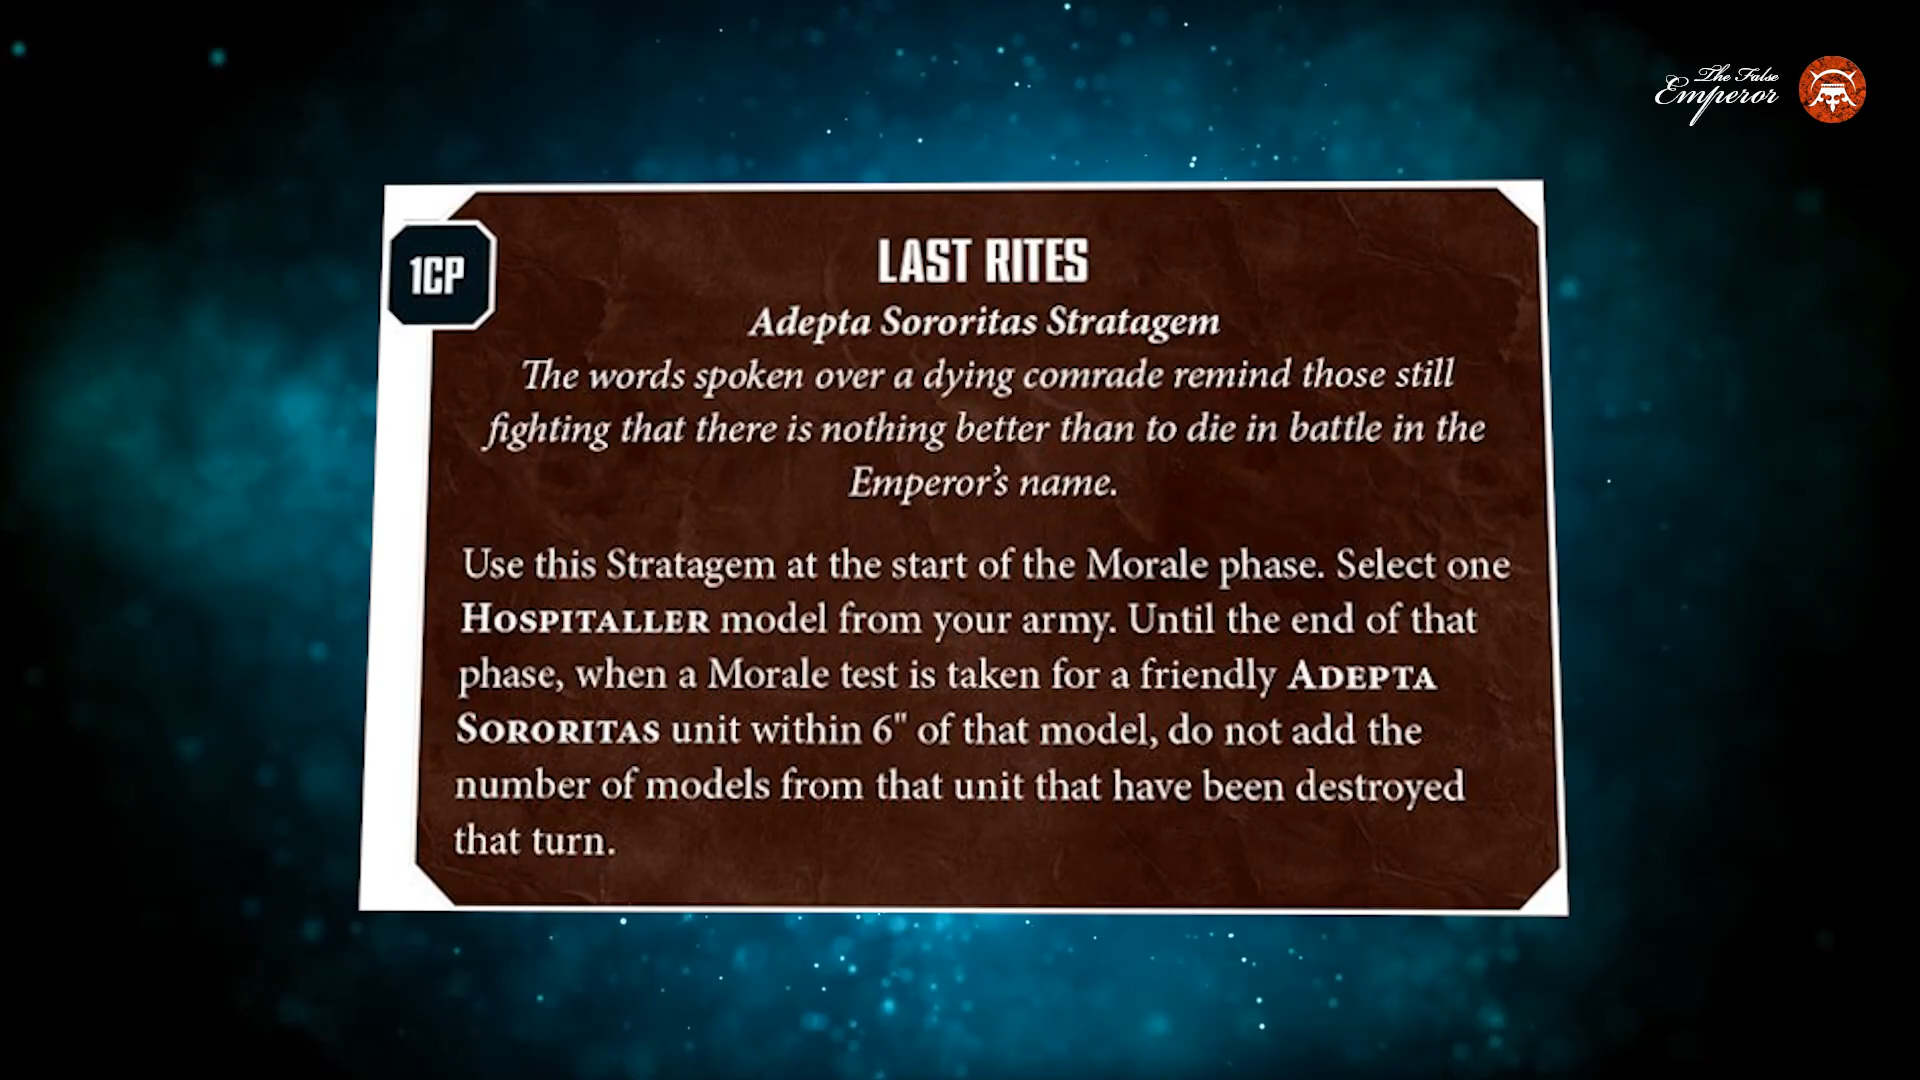 The False
Emperor
1CP
LAST RITES
Adepta Sororitas Stratagem
The words spoken over a dying comrade remind those still
fighting that there is nothing better than to die in battle in the
Emperor's name.
Use this Stratagem at the start of the Morale phase. Select one
HOSPITALLER model from your army. Until the end of that
phase, when a Morale test is taken for a friendly ADEPTA
SORORITAS unit within 6" of that model, do not add the
number of models from that unit that have been destroyed
that turn.